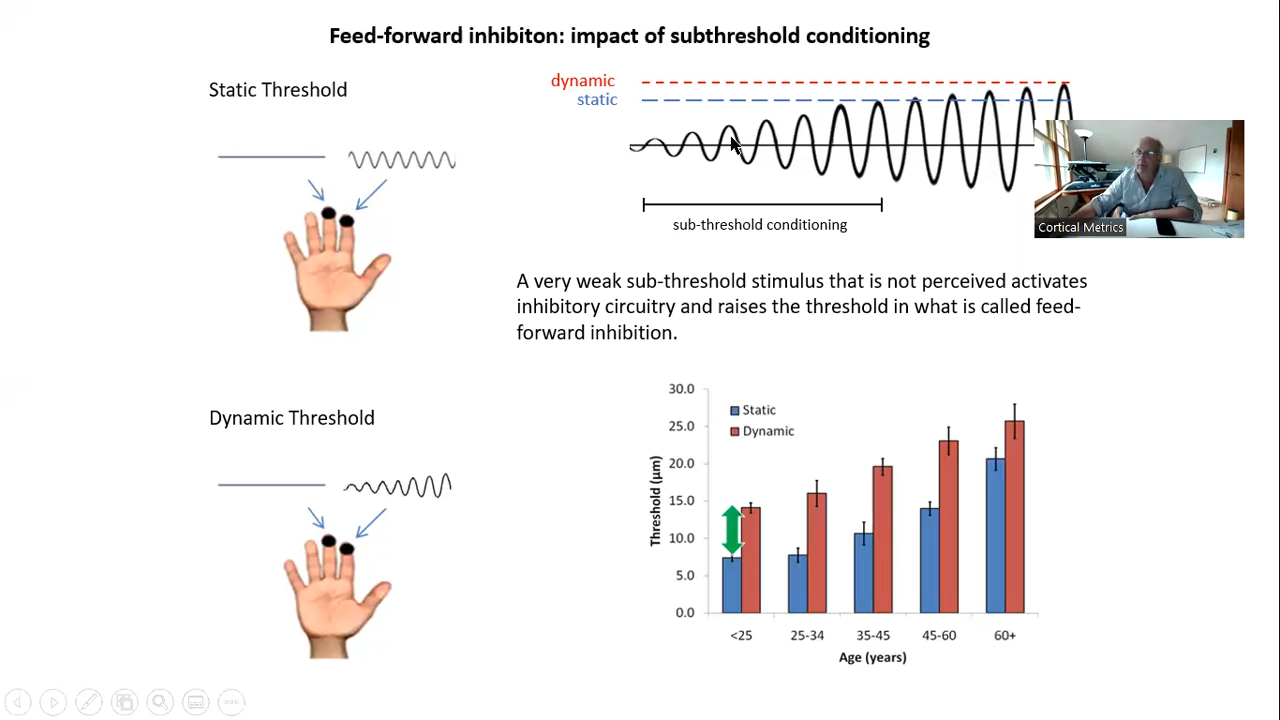 Feed-forward inhibiton: impact of subthreshold conditioning
Static Threshold
dynamic
static
sub-threshold conditioning
Cortical Metrics
A very weak sub-threshold stimulus that is not perceived activates
inhibitory circuitry and raises the threshold in what is called feed-
forward inhibition.
Dynamic Threshold
30.0
25.0
20.0
15.0
10.0
5.0
0.0
Threshold (µm)
Static
Dynamic
<25 25-34 35-45 45-60 60+
Age (years)